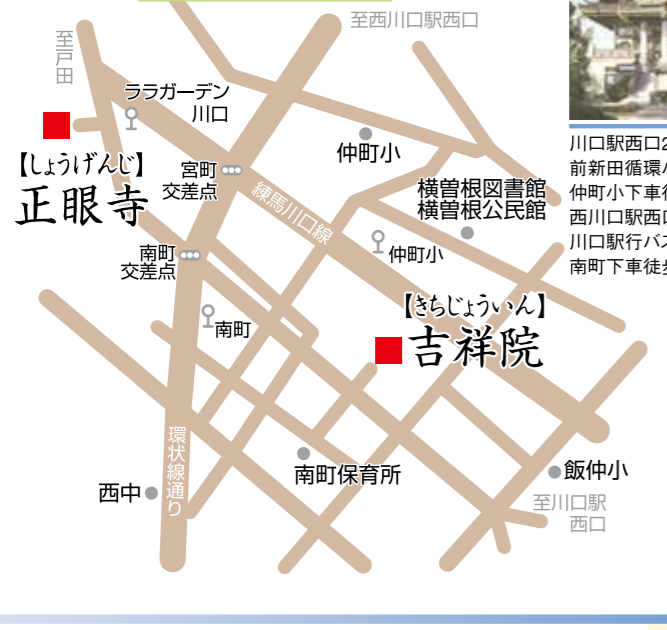 至西川口駅西口
至戸田
ララガーデン
川口
仲町小
【しょうげんじ】
正眼寺
宮町
交差点
練馬川口線
横曽根図書館
横曽根公民館
仲町小
南町
交差点
南町
【きちじょういん】
吉祥院
環状線通り
西中
南町保育所
飯仲小
至川口駅
西口
川口駅西口2
前新田循環
仲町小下車徒
西川口駅西口
川口駅行バス
南町下車徒歩